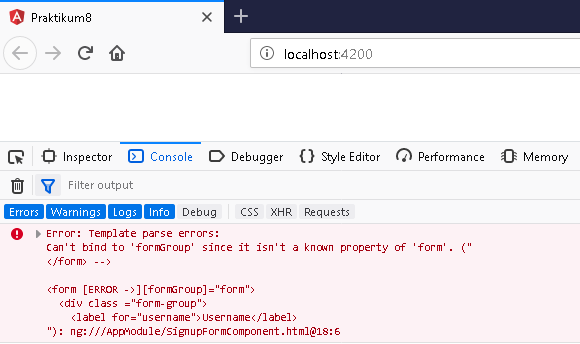 Praktikum8
localhost:4200
Inspector Console Debugger Style Editor Performance Memory
Filter output
Errors Warnings Logs Info Debug CSS XHR Requests
Error: Template parse errors:
Can't bind to 'formGroup' since it isn't a known property of 'form'. ("
</form> -->
<form [ERROR ->][formGroup]="form">
<div class ="form-group">
<label for="username">Username</label>
"): ng:///AppModule/SignupFormComponent.html@18:6